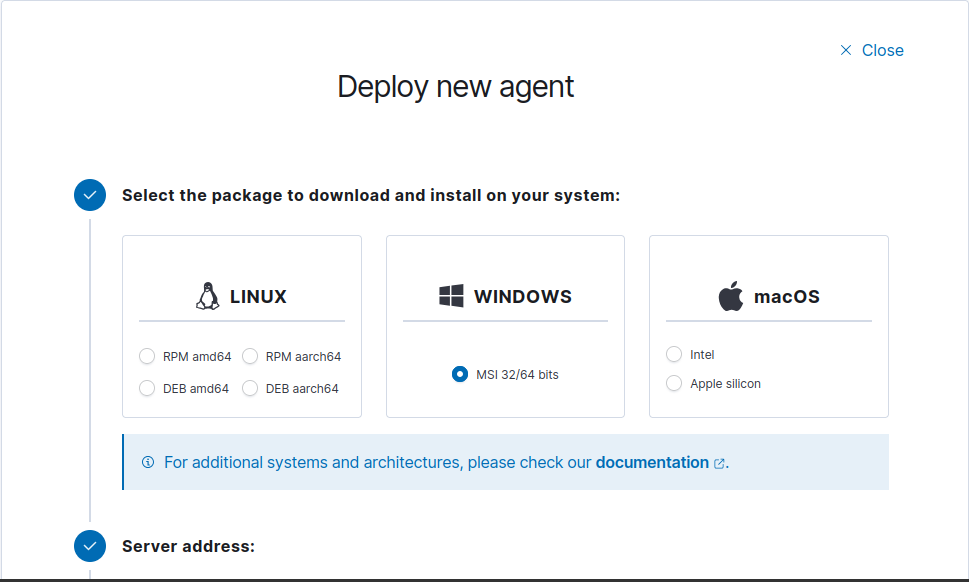 Close
Deploy new agent
Select the package to download and install on your system:
LINUX
RPM amd64 RPM aarch64
DEB amd64 DEB aarch64
WINDOWS
MSI 32/64 bits
macOS
Intel
Apple silicon
For additional systems and architectures, please check our documentation .
Server address: